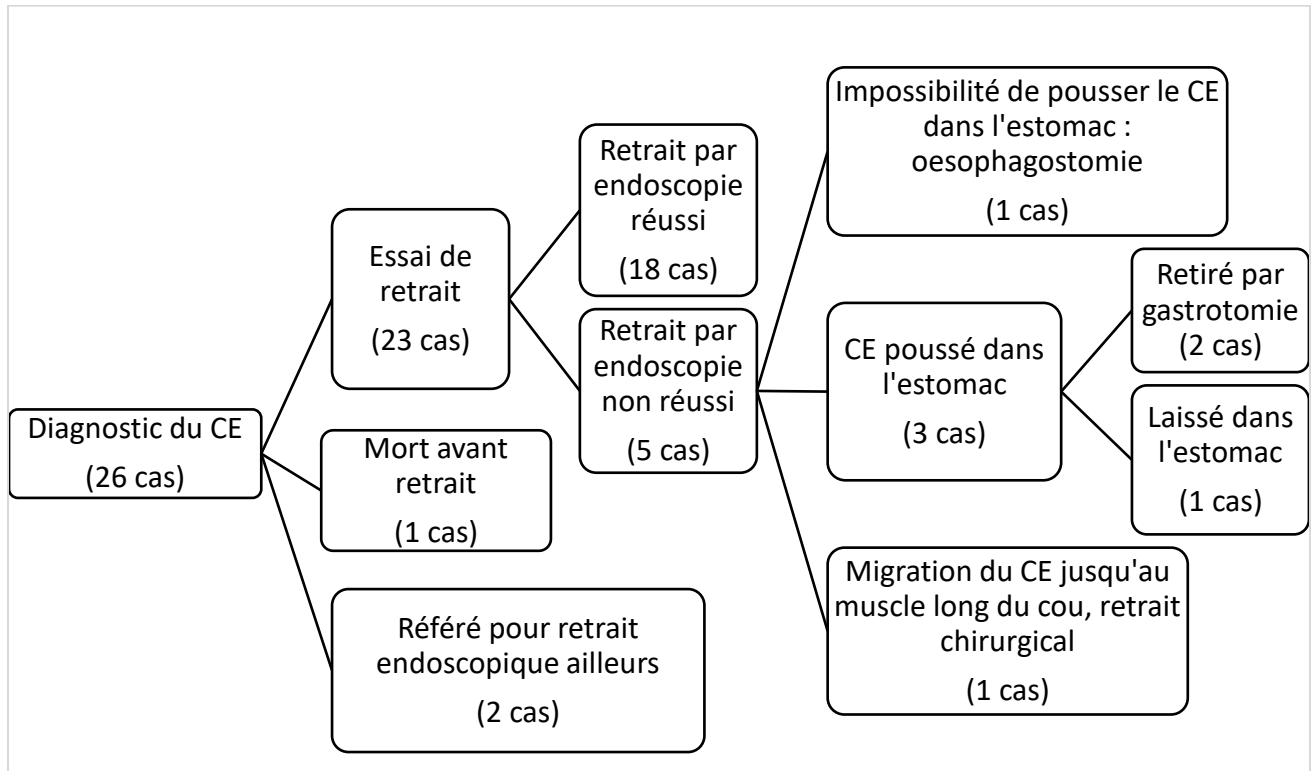 Diagnostic du CE
(26 cas)
Essai de
retrait
(23 cas)
Mort avant
retrait
(1 cas)
Référé pour retrait
endoscopique ailleurs
(2 cas)
Retrait par
endoscopie
réussi
(18 cas)
Retrait par
endoscopie
non réussi
(5 cas)
Impossibilité de pousser le CE
dans l'estomac :
oesophagostomie
(1 cas)
CE poussé dans
l'estomac
(3 cas)
Migration du CE jusqu'au
muscle long du cou, retrait
chirurgical
(1 cas)
Retiré par
gastrotomie
(2 cas)
Laissé dans
l'estomac
(1 cas)